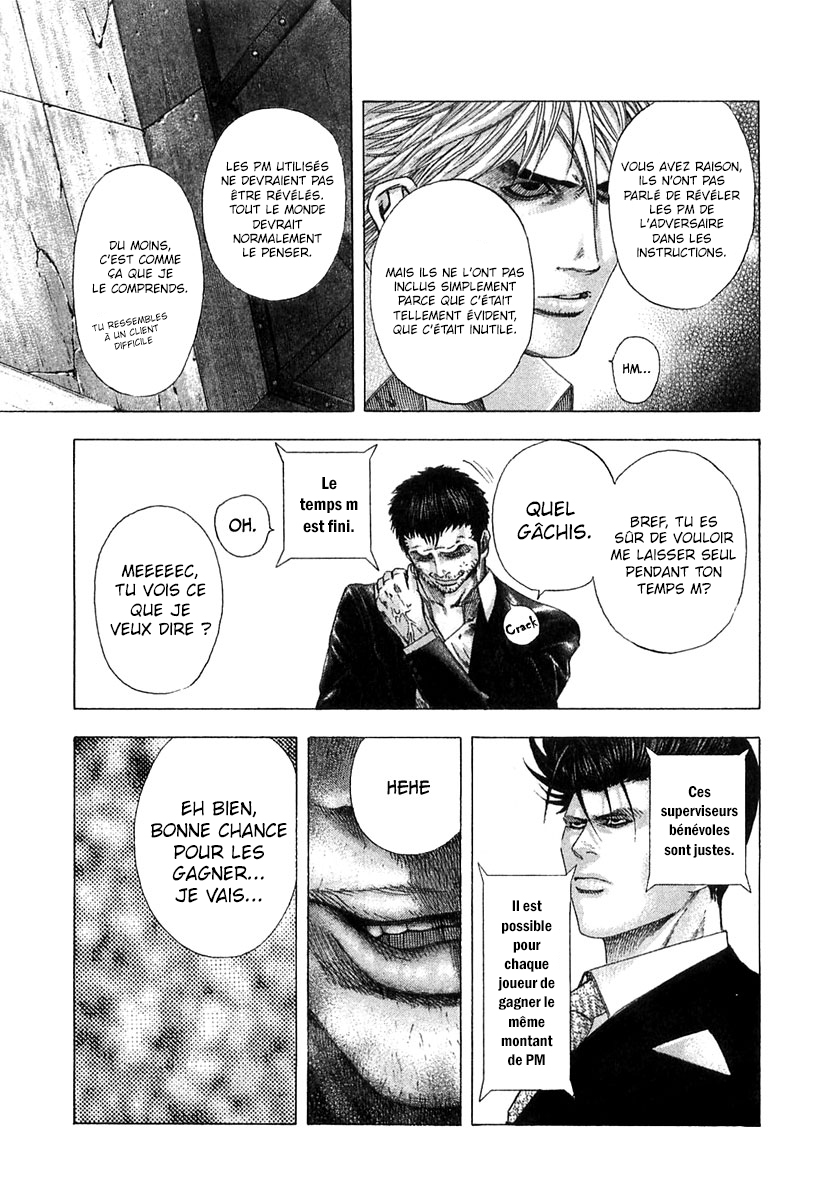 VOUS AVEZ RAISON,
ILS N'ONT PAS
PARLÉ DE RÉVÉLER
LES PM DE
L'ADVERSAIRE
DANS LES
INSTRUCTIONS.
HM...
MAIS ILS NE L'ONT PAS
INCLUS SIMPLEMENT
PARCE QUE C'ÉTAIT
TELLEMENT ÉVIDENT,
QUE C'ÉTAIT INUTILE.
LES PM UTILISÉS
NE DEVRAIENT PAS
ÊTRE RÉVÉLÉS.
TOUT LE MONDE
DEVRAIT
NORMALEMENT
LE PENSER.
DU MOINS,
C'EST COMME
ÇA QUE JE
LE COMPRENDS.
TU RESSEMBLES
À UN CLIENT
DIFFICILE
BREF, TU ES
SÛR DE VOULOIR
ME LAISSER SEUL
PENDANT TON
TEMPS M?
QUEL
GÂCHIS.
Crack
Le
temps m
est fini.
OH.
MEEEEEC,
TU VOIS CE
QUE JE
VEUX DIRE ?
Ces
superviseurs
bénévoles
sont justes.
Il est
possible
pour
chaque
joueur de
gagner le
même
montant
de PM
HEHE
EH BIEN,
BONNE CHANCE
POUR LES
GAGNER...
JE VAIS...